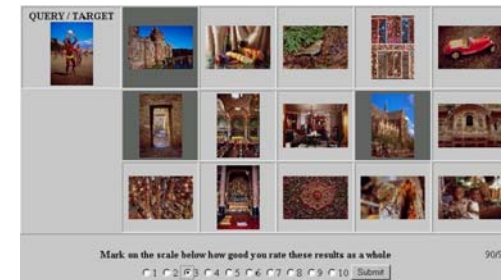 QUERY / TARGET
Mark on the scale below how good you rate these results as a whole
1 2 3 4 5 6 7 8 9 10 Submit